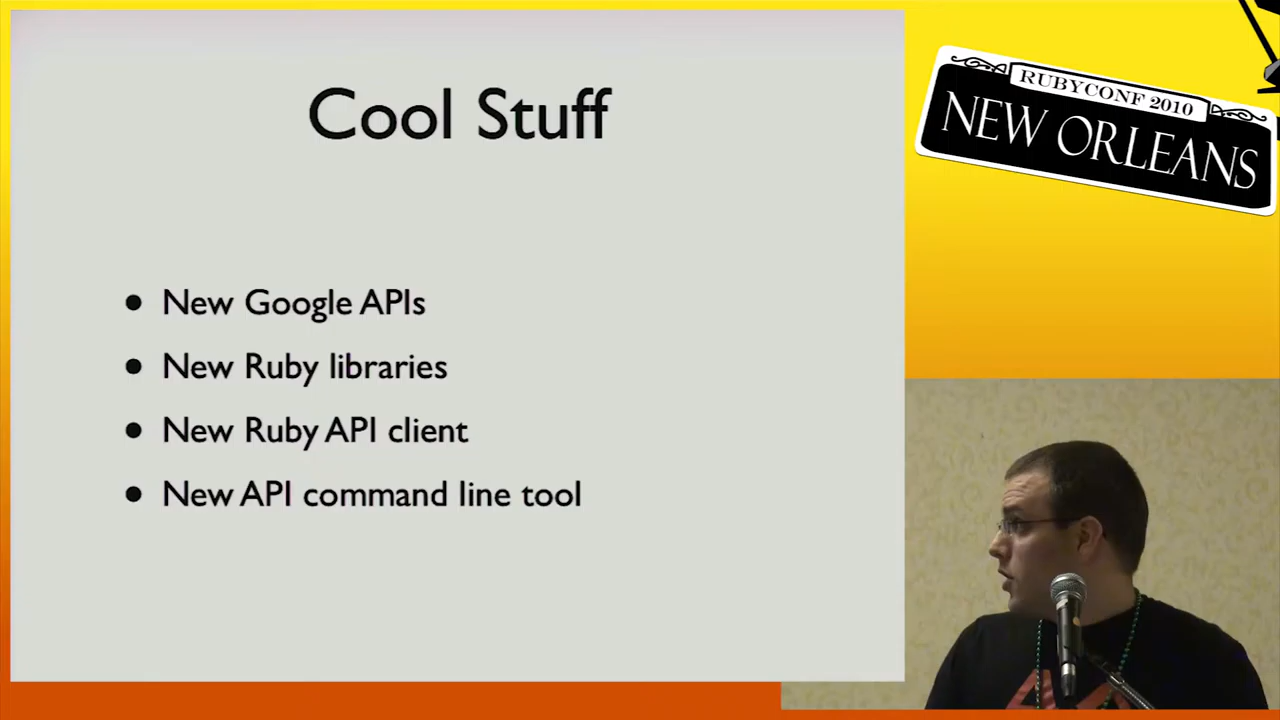 Cool Stuff
New Google APIs
New Ruby libraries
New Ruby API client
New API command line tool
RUBYCONF 2010
NEW ORLEANS